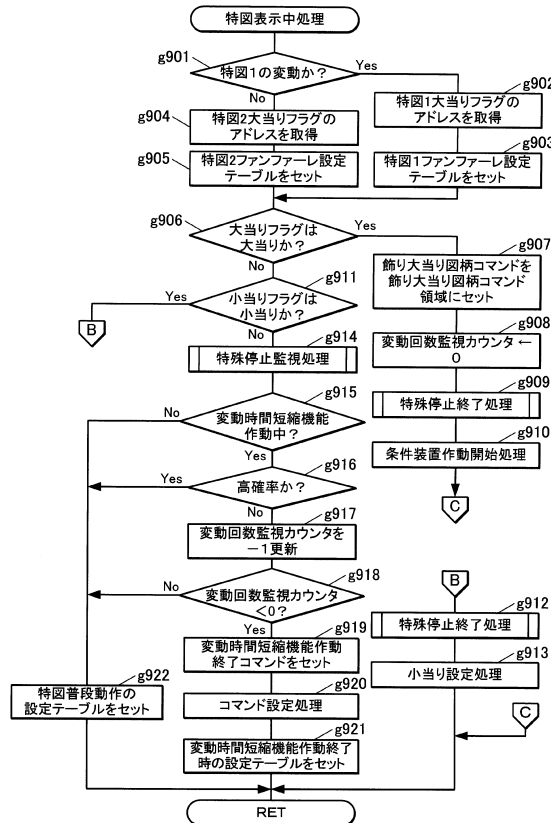 特図表示中処理
g901
特図1の変動か？
Yes
No
g902
特図1大当りフラグの
アドレスを取得
g903
特図1ファンファーレ設定
テーブルをセット
g904
特図2大当りフラグの
アドレスを取得
g905
特図2ファンファーレ設定
テーブルをセット
g906
大当りフラグは
大当りか？
Yes
No
g907
飾り大当り図柄コマンドを
飾り大当り図柄コマンド
領域にセット
g908
変動回数監視カウンタ←
0
g909
特殊停止終了処理
g910
条件装置作動開始処理
C
g911
小当りフラグは
小当りか？
Yes
B
No
g914
特殊停止監視処理
g915
変動時間短縮機能
作動中？
No
Yes
g916
高確率か？
Yes
No
g917
変動回数監視カウンタを
－1更新
g918
変動回数監視カウンタ
<0？
No
Yes
g919
変動時間短縮機能作動
終了コマンドをセット
g920
コマンド設定処理
g921
変動時間短縮機能作動終了
時の設定テーブルをセット
g922
特図普段動作の
設定テーブルをセット
B
g912
特殊停止終了処理
g913
小当り設定処理
C
RET